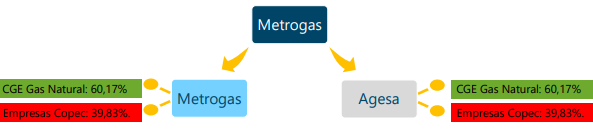 Metrogas
CGE Gas Natural: 60,17%
Empresas Copec: 39,83%.
Metrogas
Agesa
CGE Gas Natural: 60,17%
Empresas Copec: 39,83%.